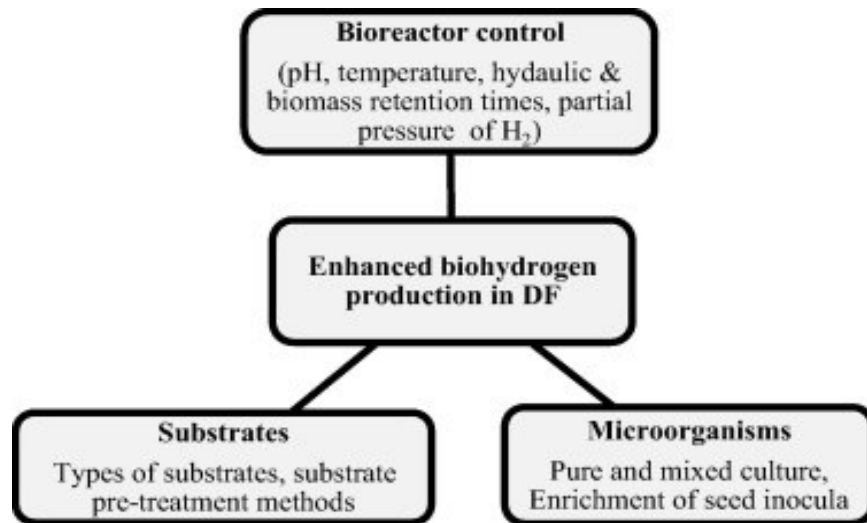 Bioreactor control
(pH, temperature, hydaulic &
biomass retention times, partial
pressure of H₂)
Enhanced biohydrogen
production in DF
Substrates
Types of substrates, substrate
pre-treatment methods
Microorganisms
Pure and mixed culture,
Enrichment of seed inocula